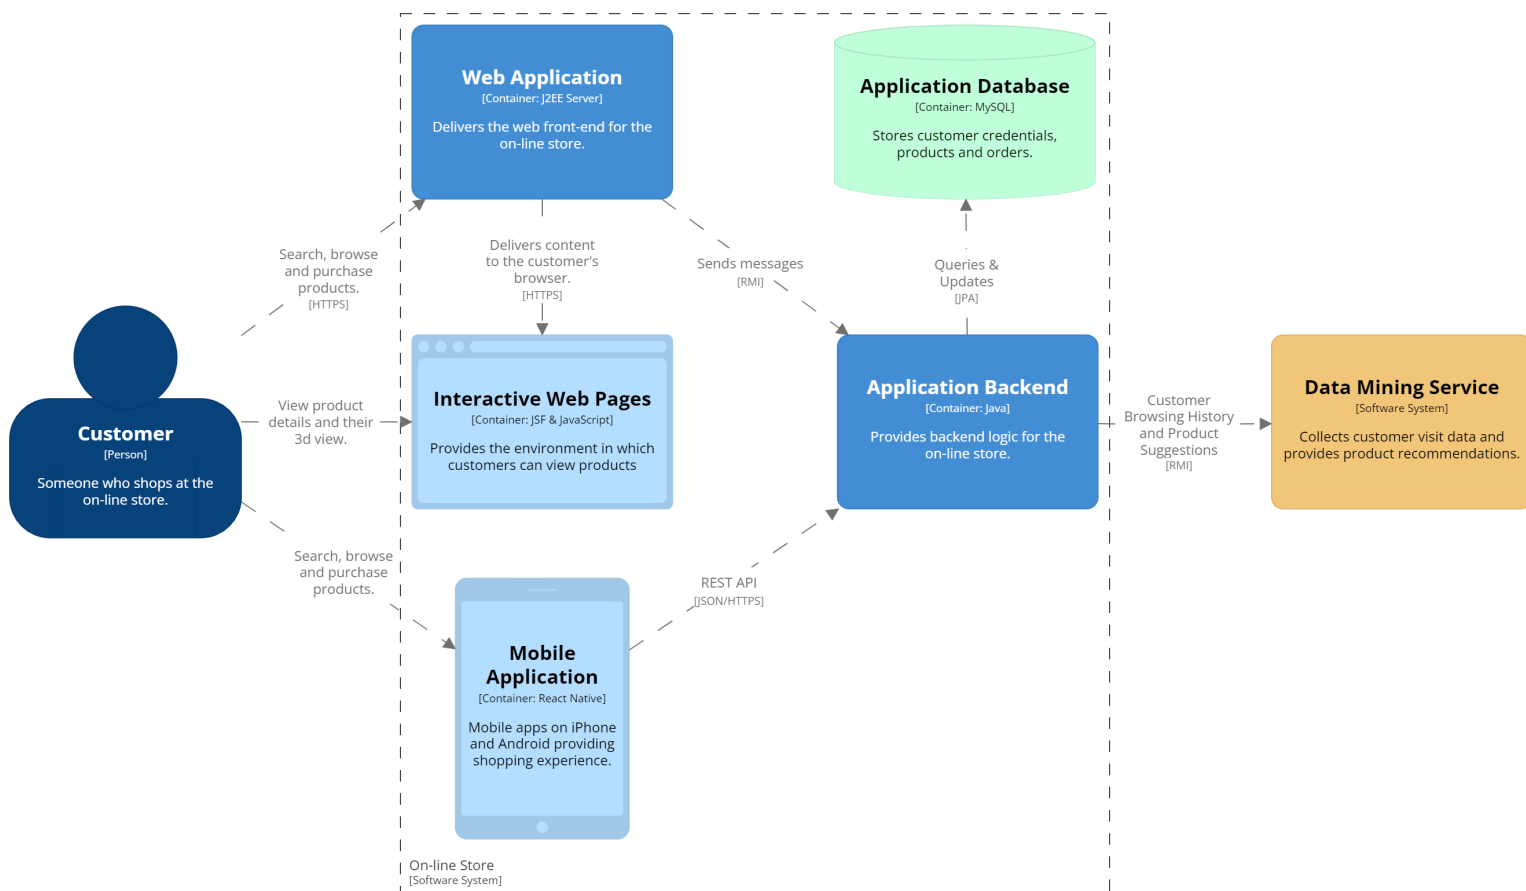 Web Application
[Container: J2EE Server]
Delivers the web front-end for the
on-line store.
Application Database
[Container: MySQL]
Stores customer credentials,
products and orders.
Search, browse
and purchase
products.
[HTTPS]
Delivers content
to the customer's
browser.
[HTTPS]
Sends messages
[RMI]
Queries &
Updates
[JPA]
Customer
[Person]
Someone who shops at the
on-line store.
View product
details and their
3d view.
Interactive Web Pages
[Container: JSF & JavaScript]
Provides the environment in which
customers can view products
Application Backend
[Container: Java]
Provides backend logic for the
on-line store.
Customer
Browsing History
and Product
Suggestions
[RMI]
Data Mining Service
[Software System]
Collects customer visit data and
provides product recommendations.
Search, browse
and purchase
products.
REST API
[JSON/HTTPS]
Mobile
Application
[Container: React Native]
Mobile apps on iPhone
and Android providing
shopping experience.
On-line Store
[Software System]